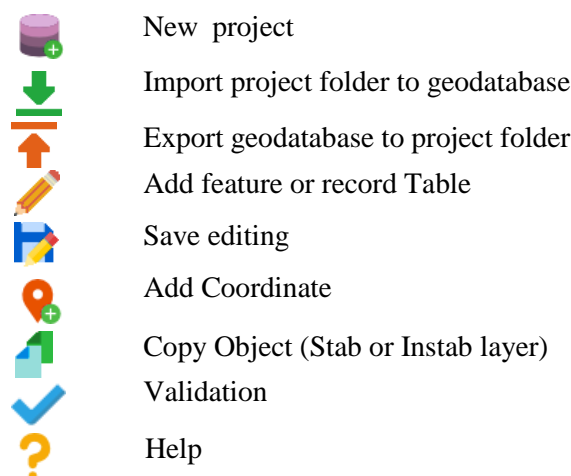 New project
Import project folder to geodatabase
Export geodatabase to project folder
Add feature or record Table
Save editing
Add Coordinate
Copy Object (Stab or Instab layer)
Validation
Help